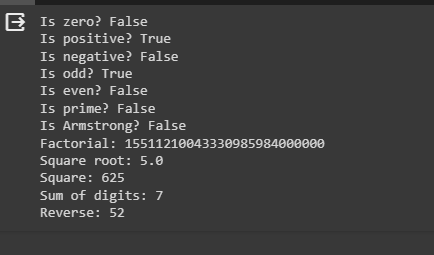 Is zero? False
Is positive? True
Is negative? False
Is odd? True
Is even? False
Is prime? False
Is Armstrong? False
Factorial: 15511210043330985984000000
Square root: 5.0
Square: 625
Sum of digits: 7
Reverse: 52